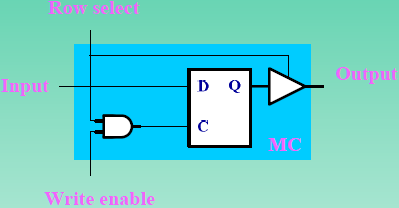 Row select
Input
D Q
Output
C
MC
Write enable